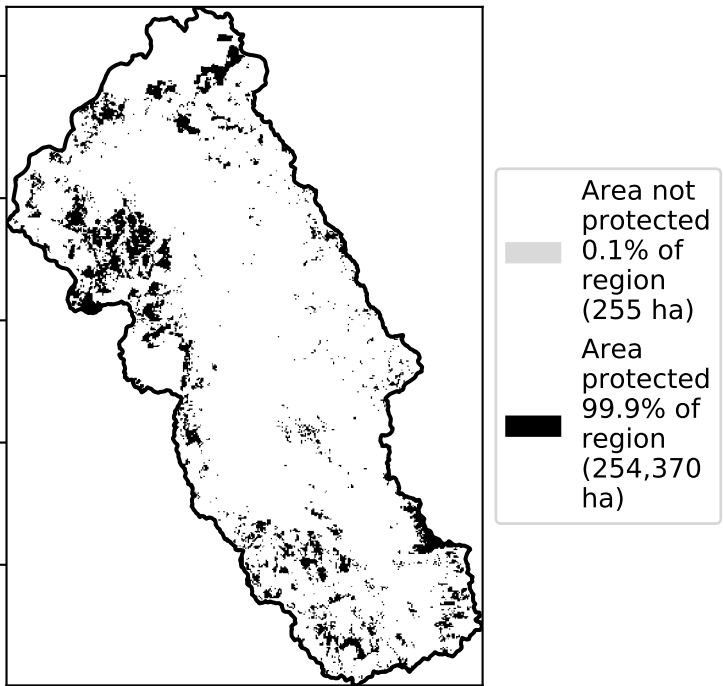 Area not
protected
0.1% of
region
(255 ha)
Area
protected
99.9% of
region
(254,370
ha)